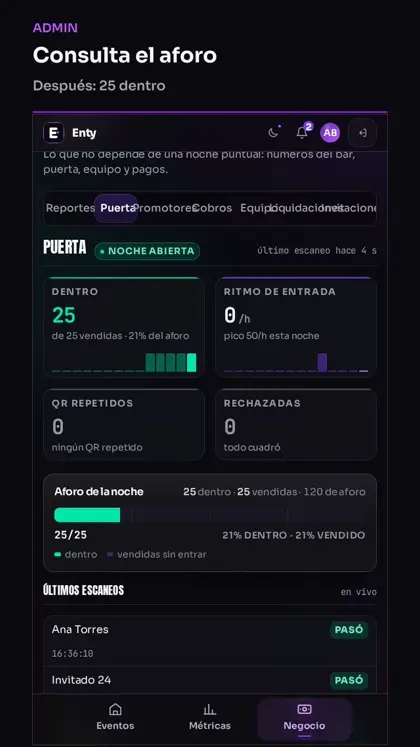 ADMIN
Consulta el aforo
Después: 25 dentro
E Enty 2 AB
Lo que no depende de una noche puntual: números del bar,
puerta, equipo y pagos.
Reportes Puerta Promotores Cobros Equipo Liquidaciones Invitaciones
PUERTA NOCHE ABIERTA último escaneo hace 4 s
DENTRO
25
de 25 vendidas · 21% del aforo
RITMO DE ENTRADA
0 /h
pico 50/h esta noche
QR REPETIDOS
0
ningún QR repetido
RECHAZADAS
0
todo cuadró
Aforo de la noche 25 dentro · 25 vendidas · 120 de aforo
25/25 21% DENTRO · 21% VENDIDO
dentro vendidas sin entrar
ÚLTIMOS ESCANEOS en vivo
Ana Torres PASÓ
16:36:10
Invitado 24 PASÓ
Eventos Métricas Negocio